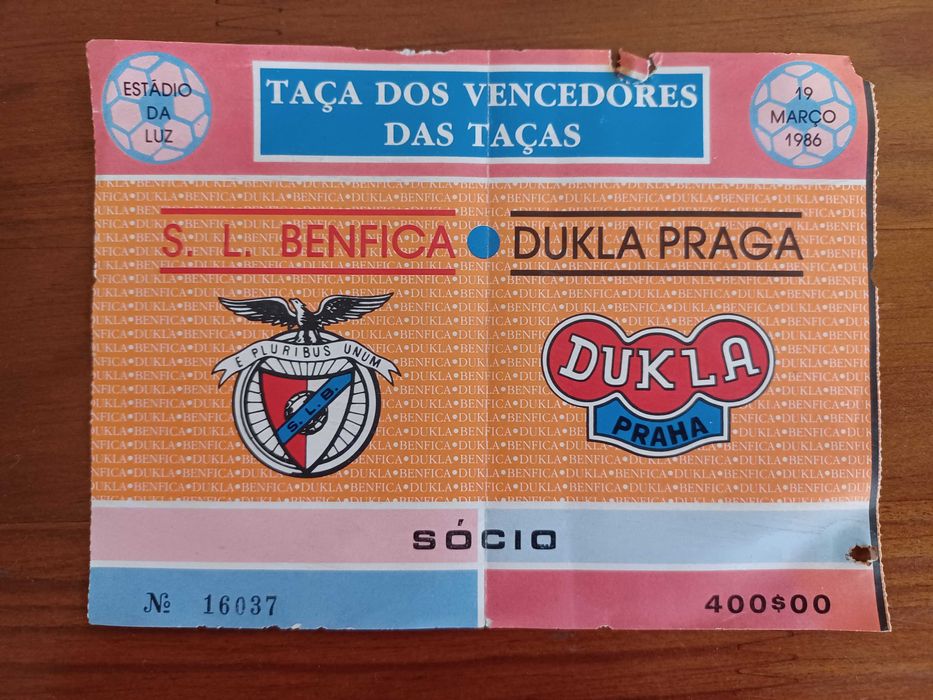 ESTÁDIO
DA
LUZ
TAÇA DOS VENCEDORES
DAS TAÇAS
19
MARÇO
1986
S. L. BENFICA
DUKLA PRAGA
E PLURIBUS UNUM
S. L. B.
DUKLA
PRAHA
SÓCIO
Nº 16037
400$00